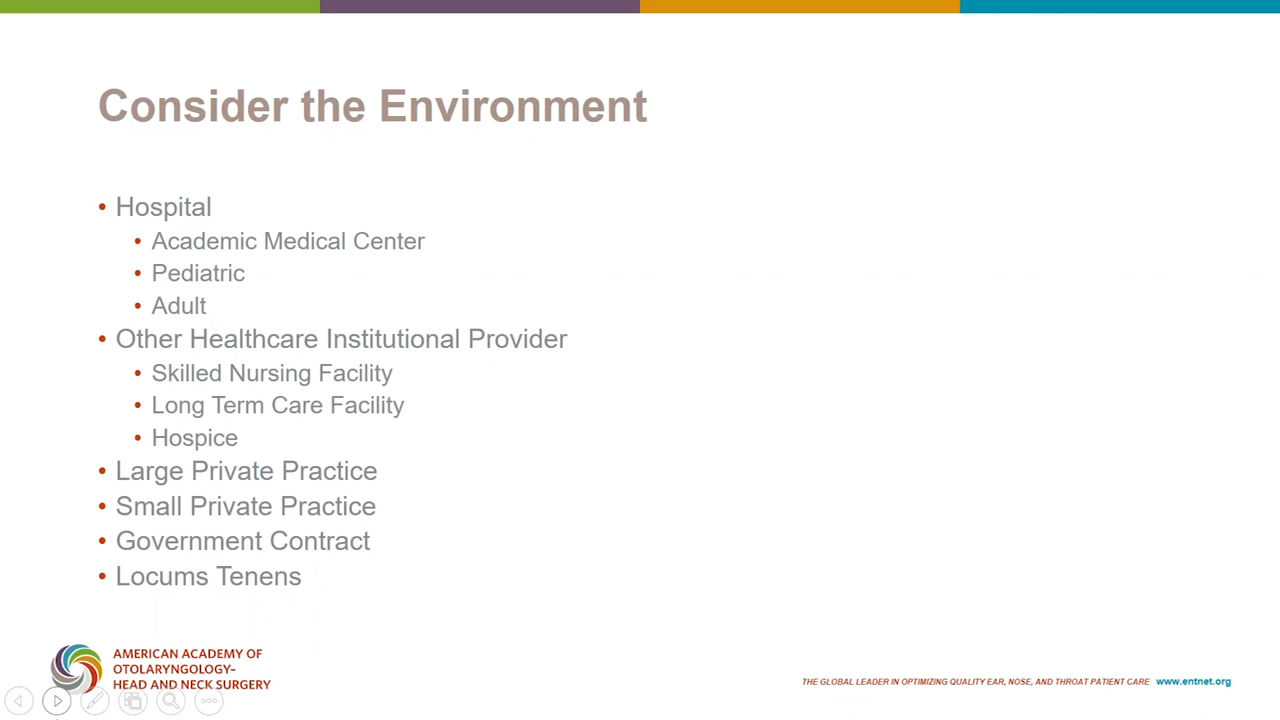 Consider the Environment
• Hospital
• Academic Medical Center
• Pediatric
• Adult
• Other Healthcare Institutional Provider
• Skilled Nursing Facility
• Long Term Care Facility
• Hospice
• Large Private Practice
• Small Private Practice
• Government Contract
• Locums Tenens
AMERICAN ACADEMY OF
OTOLARYNGOLOGY–
HEAD AND NECK SURGERY
THE GLOBAL LEADER IN OPTIMIZING QUALITY EAR, NOSE, AND THROAT PATIENT CARE www.entnet.org